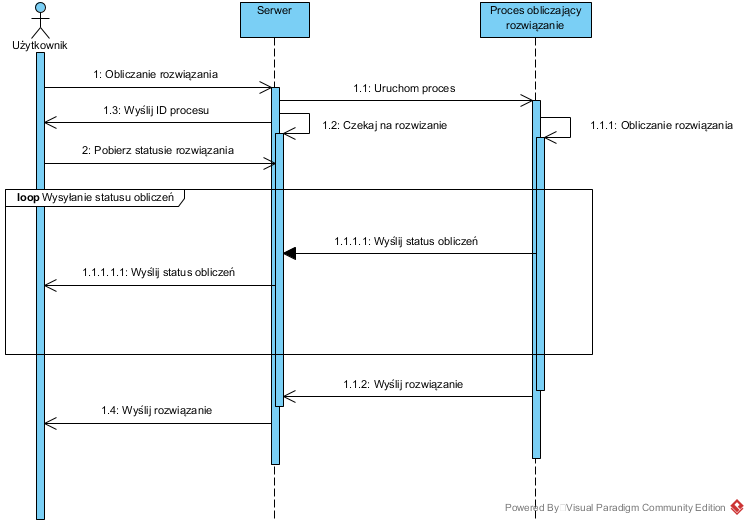 Użytkownik
Serwer
Proces obliczający
rozwiązanie
1: Obliczanie rozwiązania
1.1: Uruchom proces
1.3: Wyślij ID procesu
1.2: Czekaj na rozwizanie
1.1.1: Obliczanie rozwiązania
2: Pobierz statusie rozwiązania
loop Wysyłanie statusu obliczeń
1.1.1.1: Wyślij status obliczeń
1.1.1.1.1: Wyślij status obliczeń
1.1.2: Wyślij rozwiązanie
1.4: Wyślij rozwiązanie
Powered By Visual Paradigm Community Edition